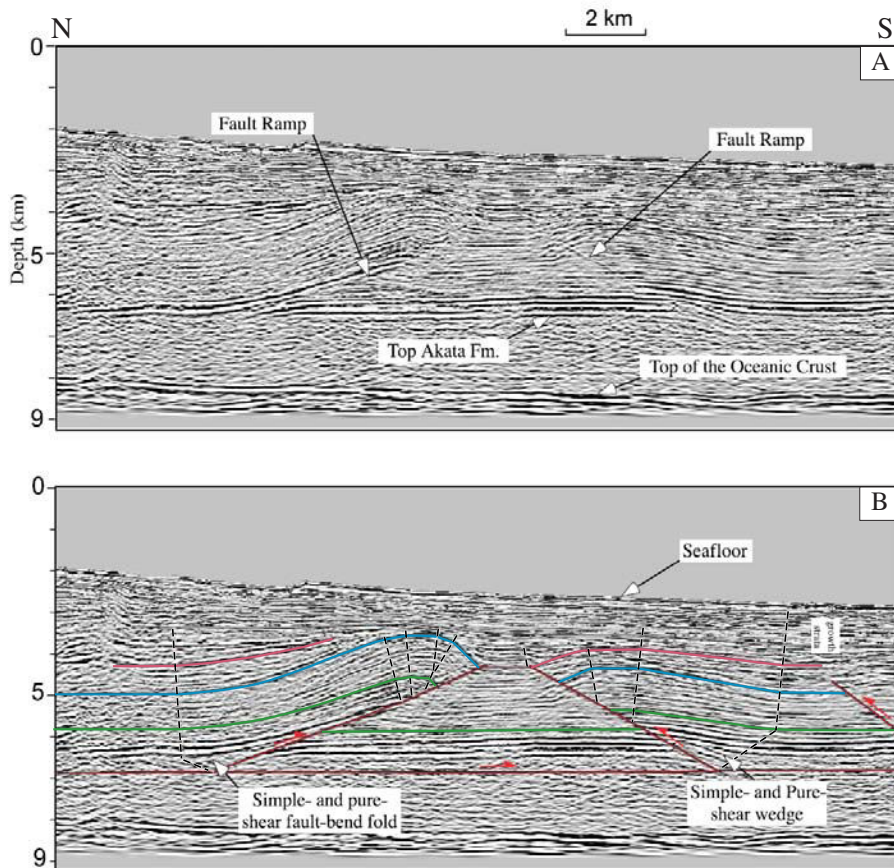 N
2 km
S
0
A
Fault Ramp
Fault Ramp
Depth (km)
5
Top Akata Fm.
Top of the Oceanic Crust
9
0
B
Seafloor
growth
strata
5
Simple- and pure-
shear fault-bend fold
Simple- and Pure-
shear wedge
9